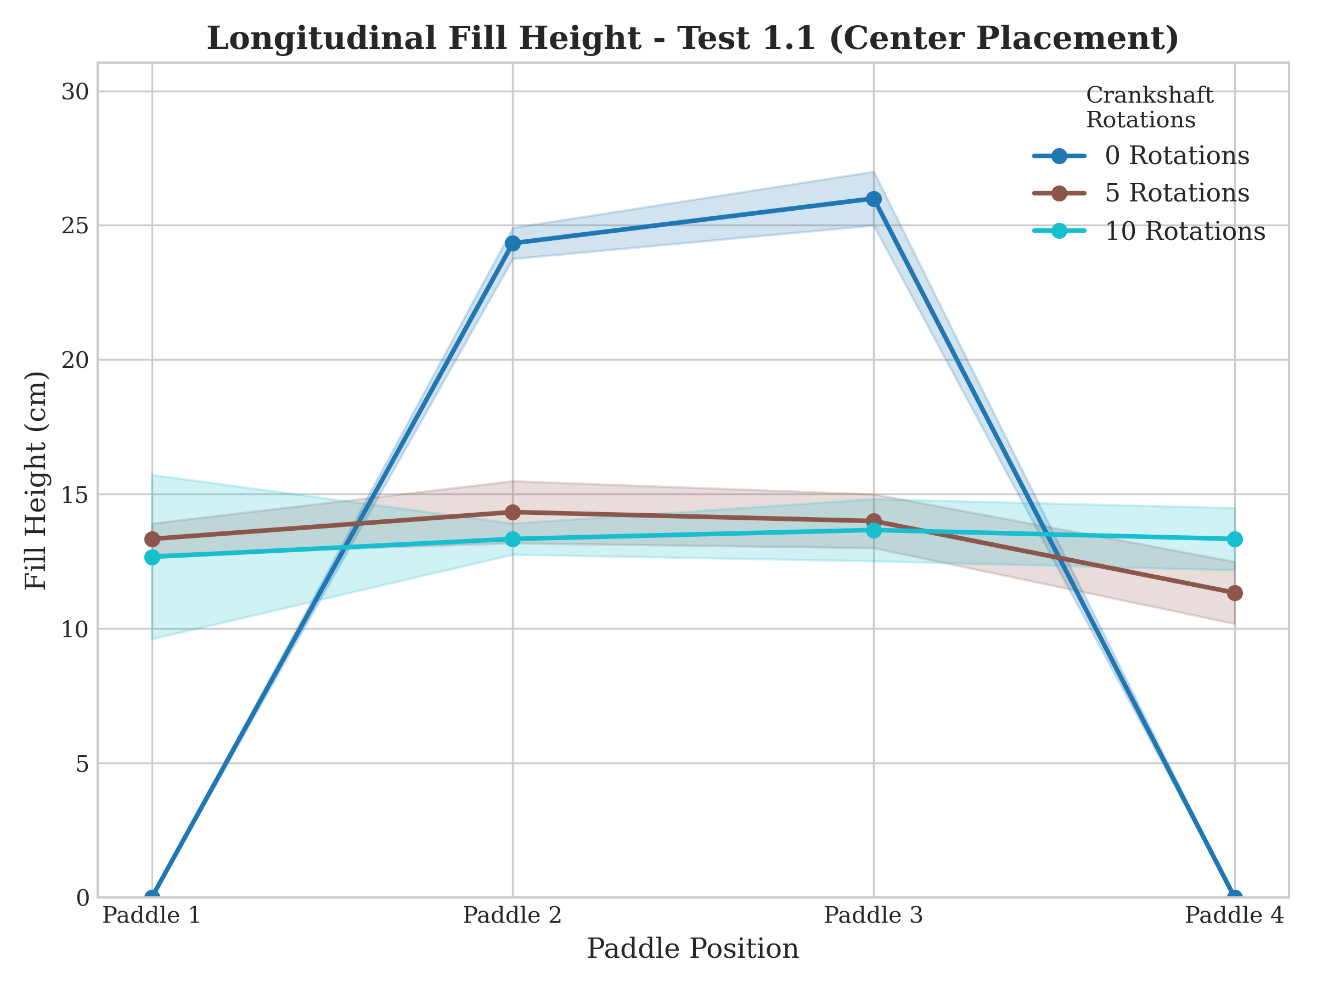 Longitudinal Fill Height - Test 1.1 (Center Placement)
30
25
20
15
10
5
0
Fill Height (cm)
Crankshaft
Rotations
0 Rotations
5 Rotations
10 Rotations
Paddle 1
Paddle 2
Paddle 3
Paddle 4
Paddle Position